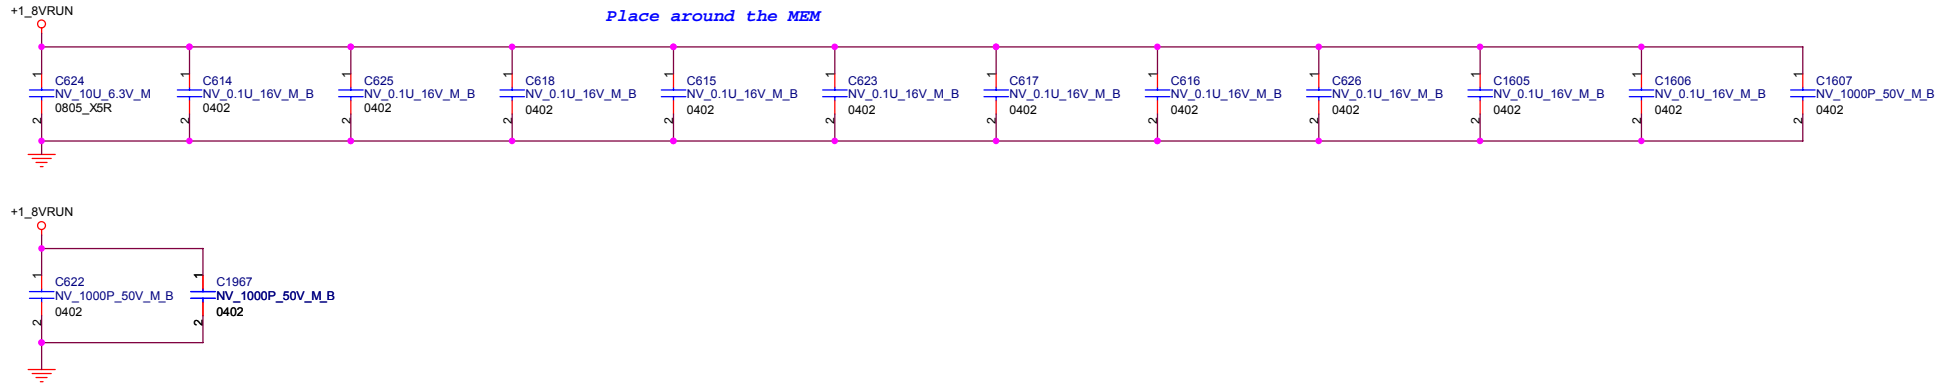 +1_8VRUN
Place around the MEM
1 C624
NV_10U_6.3V_M
0805_X5R
2
1 C614
NV_0.1U_16V_M_B
0402
2
1 C625
NV_0.1U_16V_M_B
0402
2
1 C618
NV_0.1U_16V_M_B
0402
2
1 C615
NV_0.1U_16V_M_B
0402
2
1 C623
NV_0.1U_16V_M_B
0402
2
1 C617
NV_0.1U_16V_M_B
0402
2
1 C616
NV_0.1U_16V_M_B
0402
2
1 C626
NV_0.1U_16V_M_B
0402
2
1 C1605
NV_0.1U_16V_M_B
0402
2
1 C1606
NV_0.1U_16V_M_B
0402
2
1 C1607
NV_1000P_50V_M_B
0402
2
+1_8VRUN
1 C622
NV_1000P_50V_M_B
0402
2
1 C1967
NV_1000P_50V_M_B
0402
2